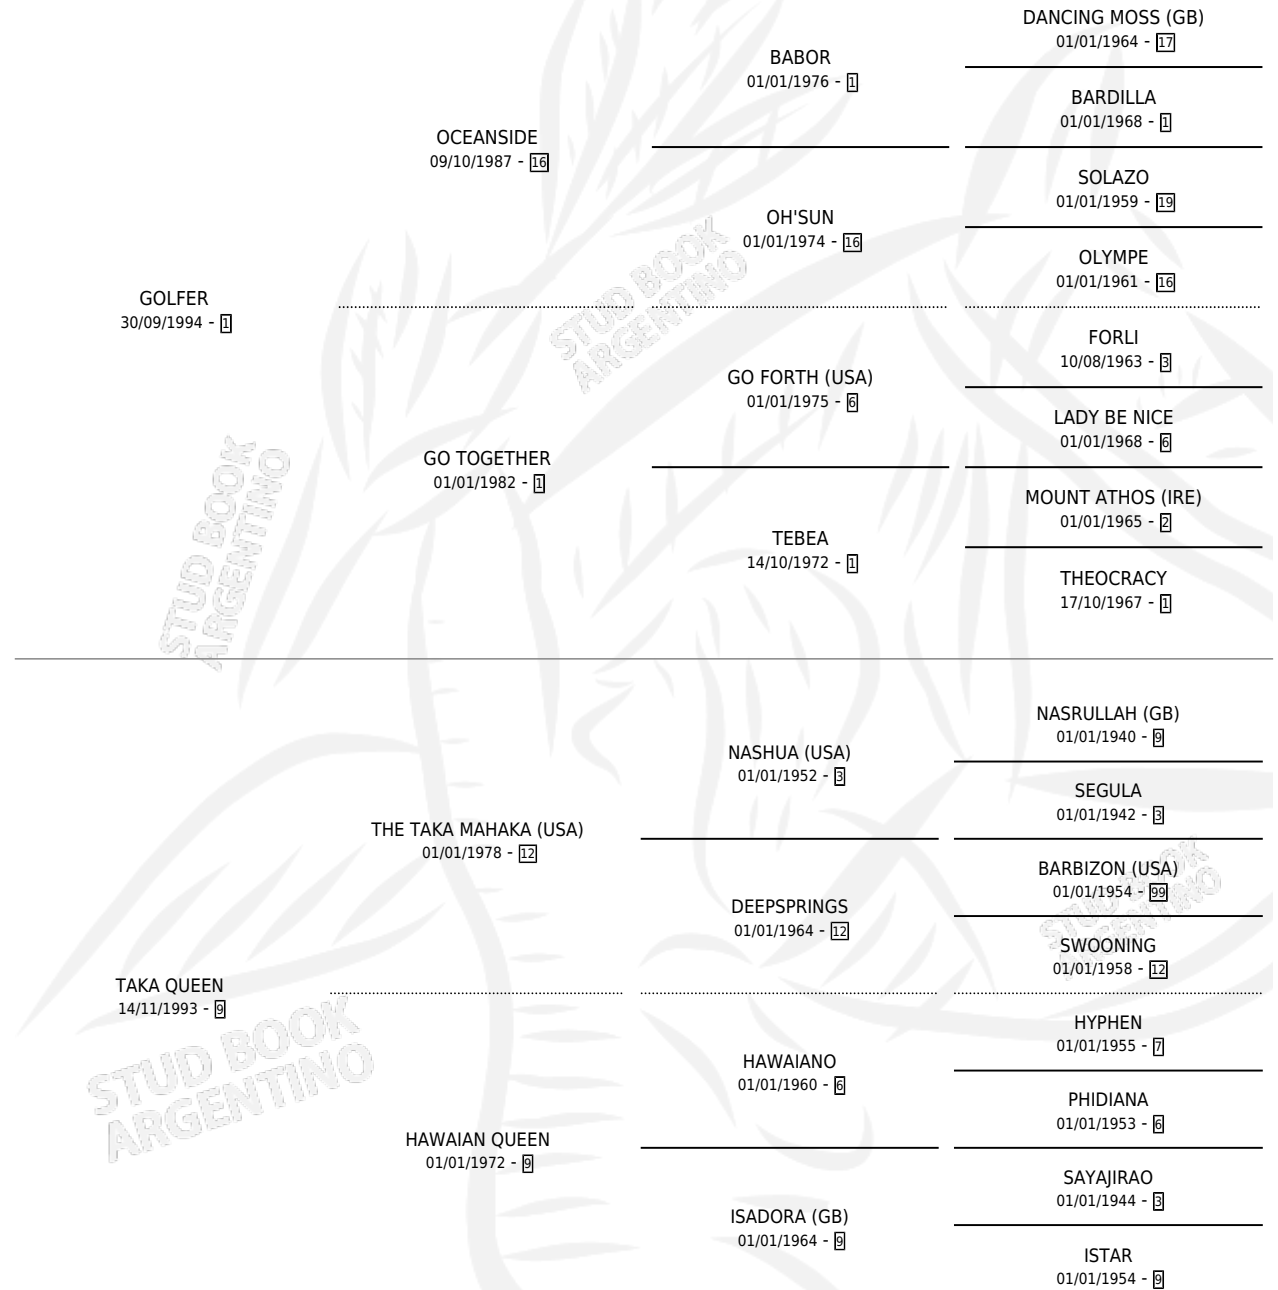 DANCING MOSS (GB)
01/01/1964 - 17
BABOR
01/01/1976 - 1
BARDILLA
01/01/1968 - 1
OCEANSIDE
09/10/1987 - 16
SOLAZO
01/01/1959 - 19
OH'SUN
01/01/1974 - 16
OLYMPE
01/01/1961 - 16
GOLFER
30/09/1994 - 1
FORLI
10/08/1963 - 3
GO FORTH (USA)
01/01/1975 - 6
LADY BE NICE
01/01/1968 - 6
GO TOGETHER
01/01/1982 - 1
MOUNT ATHOS (IRE)
01/01/1965 - 2
TEBEA
14/10/1972 - 1
THEOCRACY
17/10/1967 - 1
STUD BOOK
ARGENTINO
STUD BOOK
ARGENTINO
NASRULLAH (GB)
01/01/1940 - 9
NASHUA (USA)
01/01/1952 - 3
SEGULA
01/01/1942 - 3
THE TAKA MAHAKA (USA)
01/01/1978 - 12
BARBIZON (USA)
01/01/1954 - 99
DEEPSPRINGS
01/01/1964 - 12
SWOONING
01/01/1958 - 12
TAKA QUEEN
14/11/1993 - 9
HYPHEN
01/01/1955 - 7
HAWAIANO
01/01/1960 - 6
PHIDIANA
01/01/1953 - 6
HAWAIAN QUEEN
01/01/1972 - 9
SAYAJIRAO
01/01/1944 - 3
ISADORA (GB)
01/01/1964 - 9
ISTAR
01/01/1954 - 9
STUD BOOK
ARGENTINO
STUD BOOK
ARGENTINO